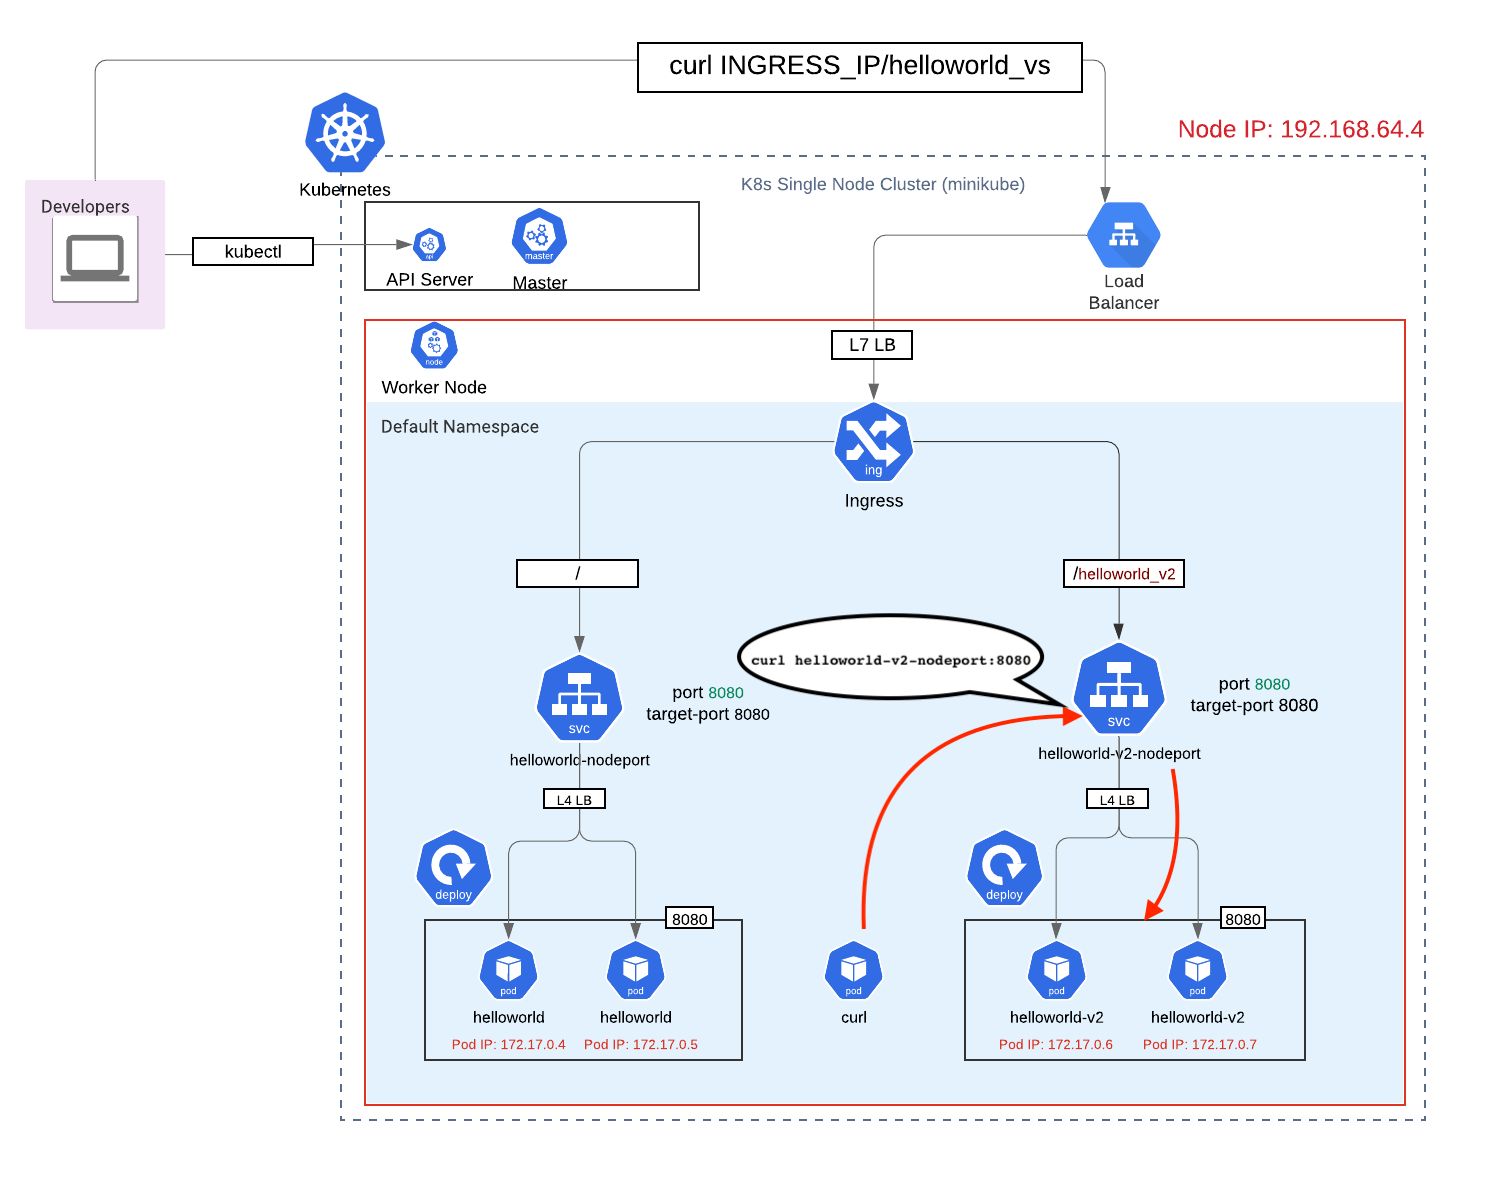 curl INGRESS_IP/helloworld_vs
Node IP: 192.168.64.4
Kubernetes
K8s Single Node Cluster (minikube)
Developers
kubectl
api
API Server
master
Master
Load
Balancer
L7 LB
node
Worker Node
Default Namespace
ing
Ingress
/
/helloworld_v2
curl helloworld-v2-nodeport:8080
svc
port 8080
target-port 8080
helloworld-nodeport
svc
port 8080
target-port 8080
helloworld-v2-nodeport
L4 LB
L4 LB
deploy
deploy
8080
8080
pod
helloworld
Pod IP: 172.17.0.4
pod
helloworld
Pod IP: 172.17.0.5
pod
curl
pod
helloworld-v2
Pod IP: 172.17.0.6
pod
helloworld-v2
Pod IP: 172.17.0.7